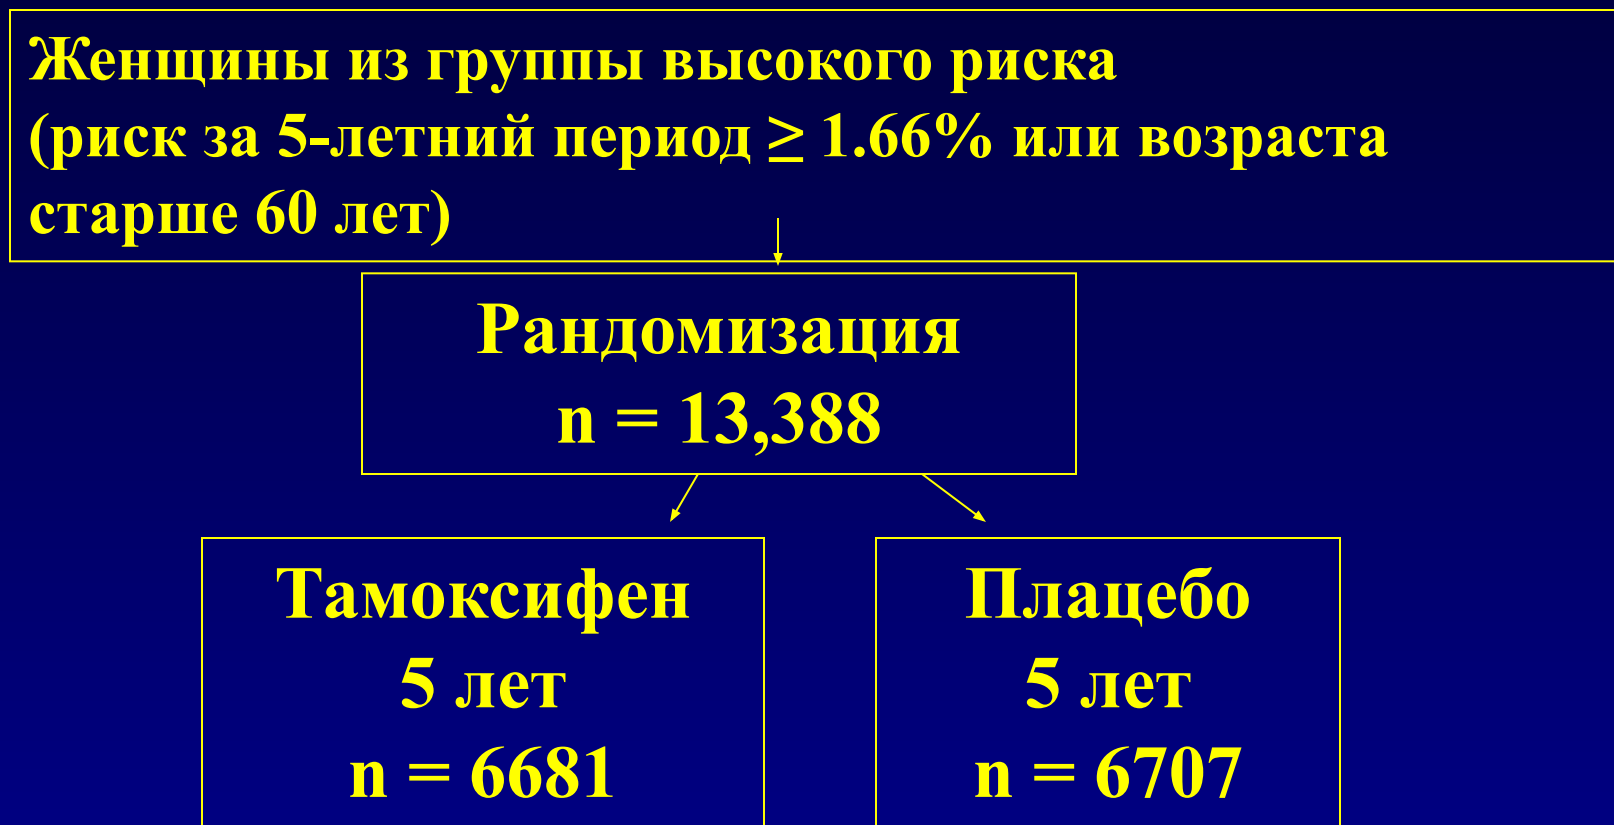 Женщины из группы высокого риска
(риск за 5-летний период ≥ 1.66% или возраста
старше 60 лет)
Рандомизация
n = 13,388
Тамоксифен
5 лет
n = 6681
Плацебо
5 лет
n = 6707